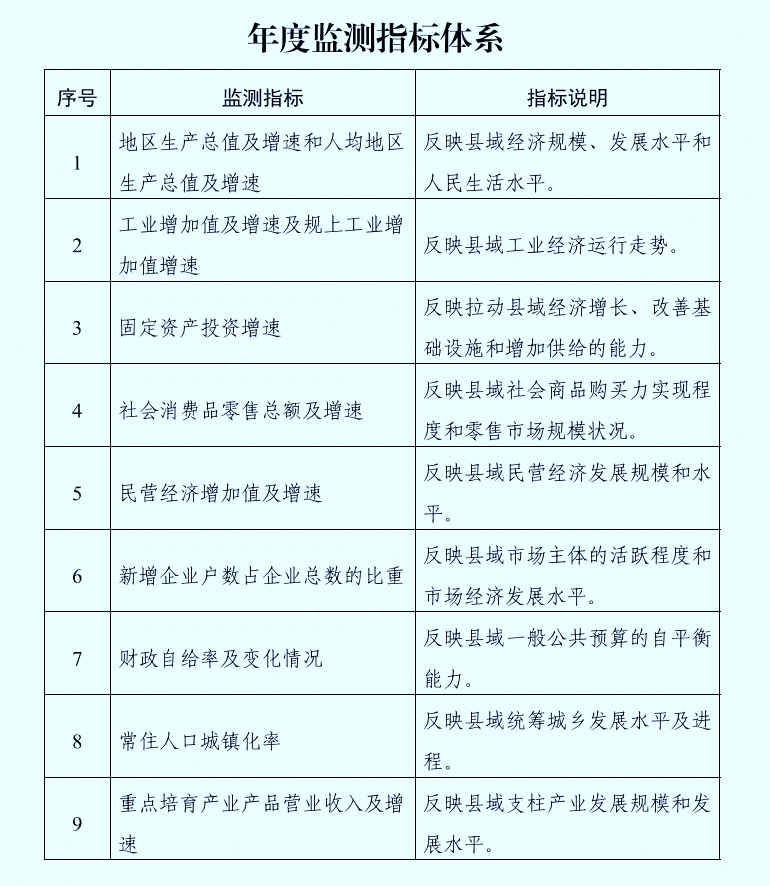 年度监测指标体系
序号 监测指标 指标说明
1 地区生产总值及增速和人均地区 反映县域经济规模、发展水平和
生产总值及增速 人民生活水平。
2 工业增加值及增速及规上工业增 反映县域工业经济运行走势。
加值增速
3 固定资产投资增速 反映拉动县域经济增长、改善基
础设施和增加供给的能力。
4 社会消费品零售总额及增速 反映县域社会商品购买力实现程
度和零售市场规模状况。
5 民营经济增加值及增速 反映县域民营经济发展规模和水
平。
6 新增企业户数占企业总数的比重 反映县域市场主体的活跃程度和
市场经济发展水平。
7 财政自给率及变化情况 反映县域一般公共预算的自平衡
能力。
8 常住人口城镇化率 反映县域统筹城乡发展水平及进
程。
9 重点培育产业产品营业收入及增 反映县域支柱产业发展规模和发
速 展水平。